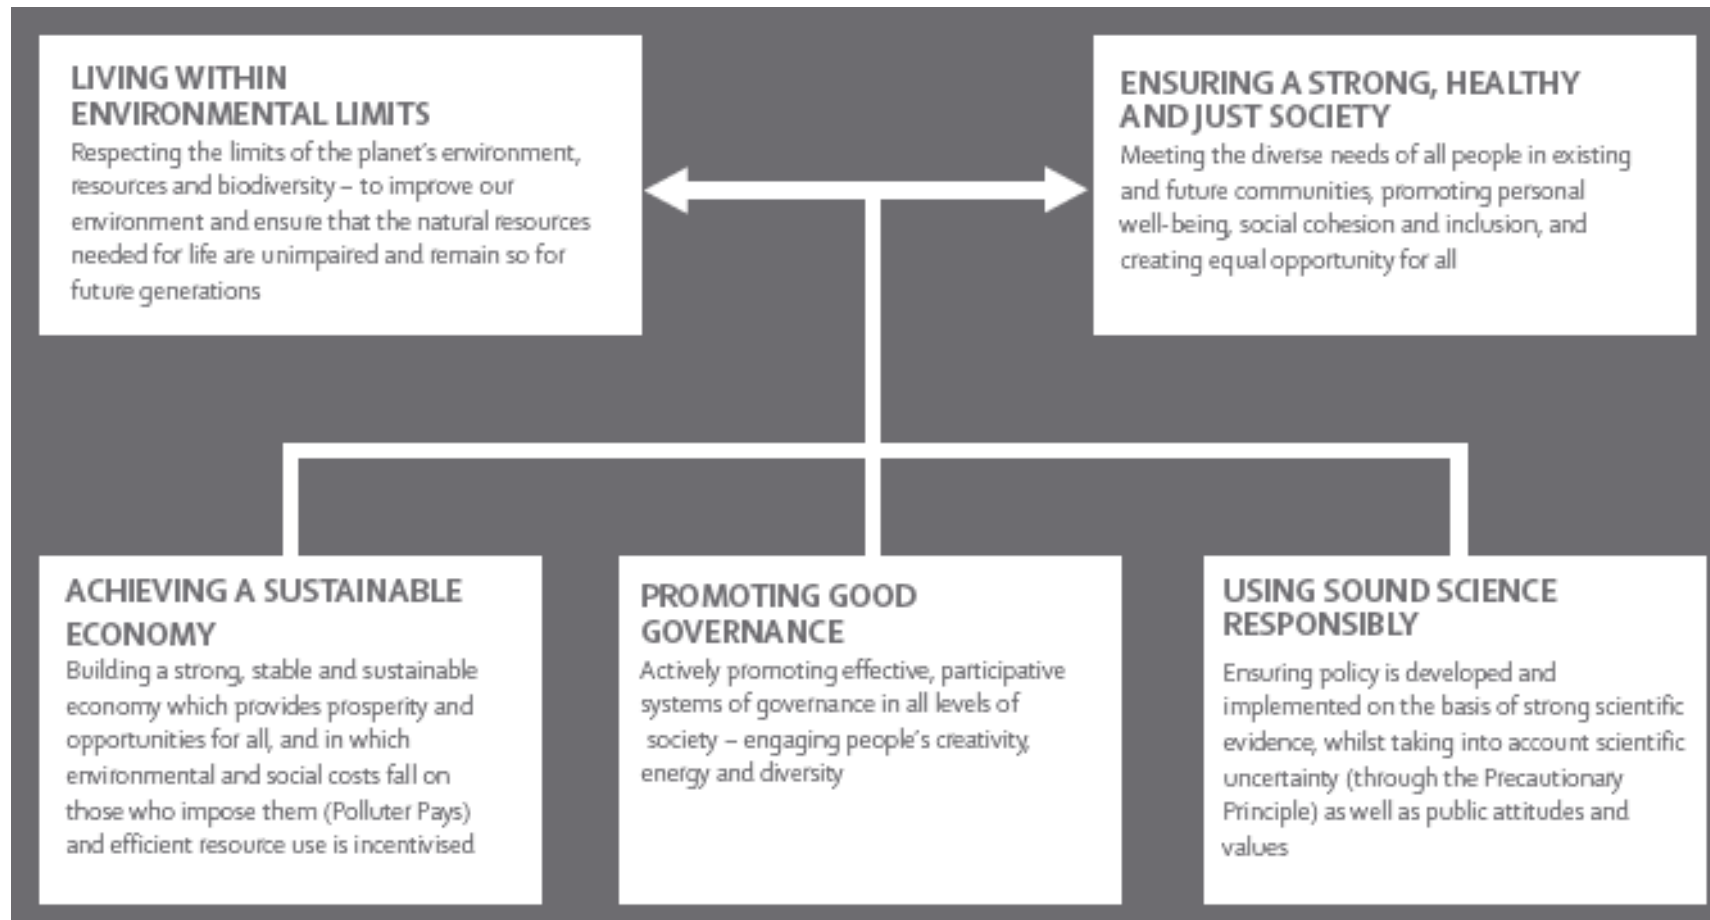 LIVING WITHIN
ENVIRONMENTAL LIMITS
Respecting the limits of the planet's environment,
resources and biodiversity – to improve our
environment and ensure that the natural resources
needed for life are unimpaired and remain so for
future generations
ENSURING A STRONG, HEALTHY
AND JUST SOCIETY
Meeting the diverse needs of all people in existing
and future communities, promoting personal
well-being, social cohesion and inclusion, and
creating equal opportunity for all
ACHIEVING A SUSTAINABLE
ECONOMY
Building a strong, stable and sustainable
economy which provides prosperity and
opportunities for all, and in which
environmental and social costs fall on
those who impose them (Polluter Pays)
and efficient resource use is incentivised
PROMOTING GOOD
GOVERNANCE
Actively promoting effective, participative
systems of governance in all levels of
society – engaging people's creativity,
energy and diversity
USING SOUND SCIENCE
RESPONSIBLY
Ensuring policy is developed and
implemented on the basis of strong scientific
evidence, whilst taking into account scientific
uncertainty (through the Precautionary
Principle) as well as public attitudes and
values